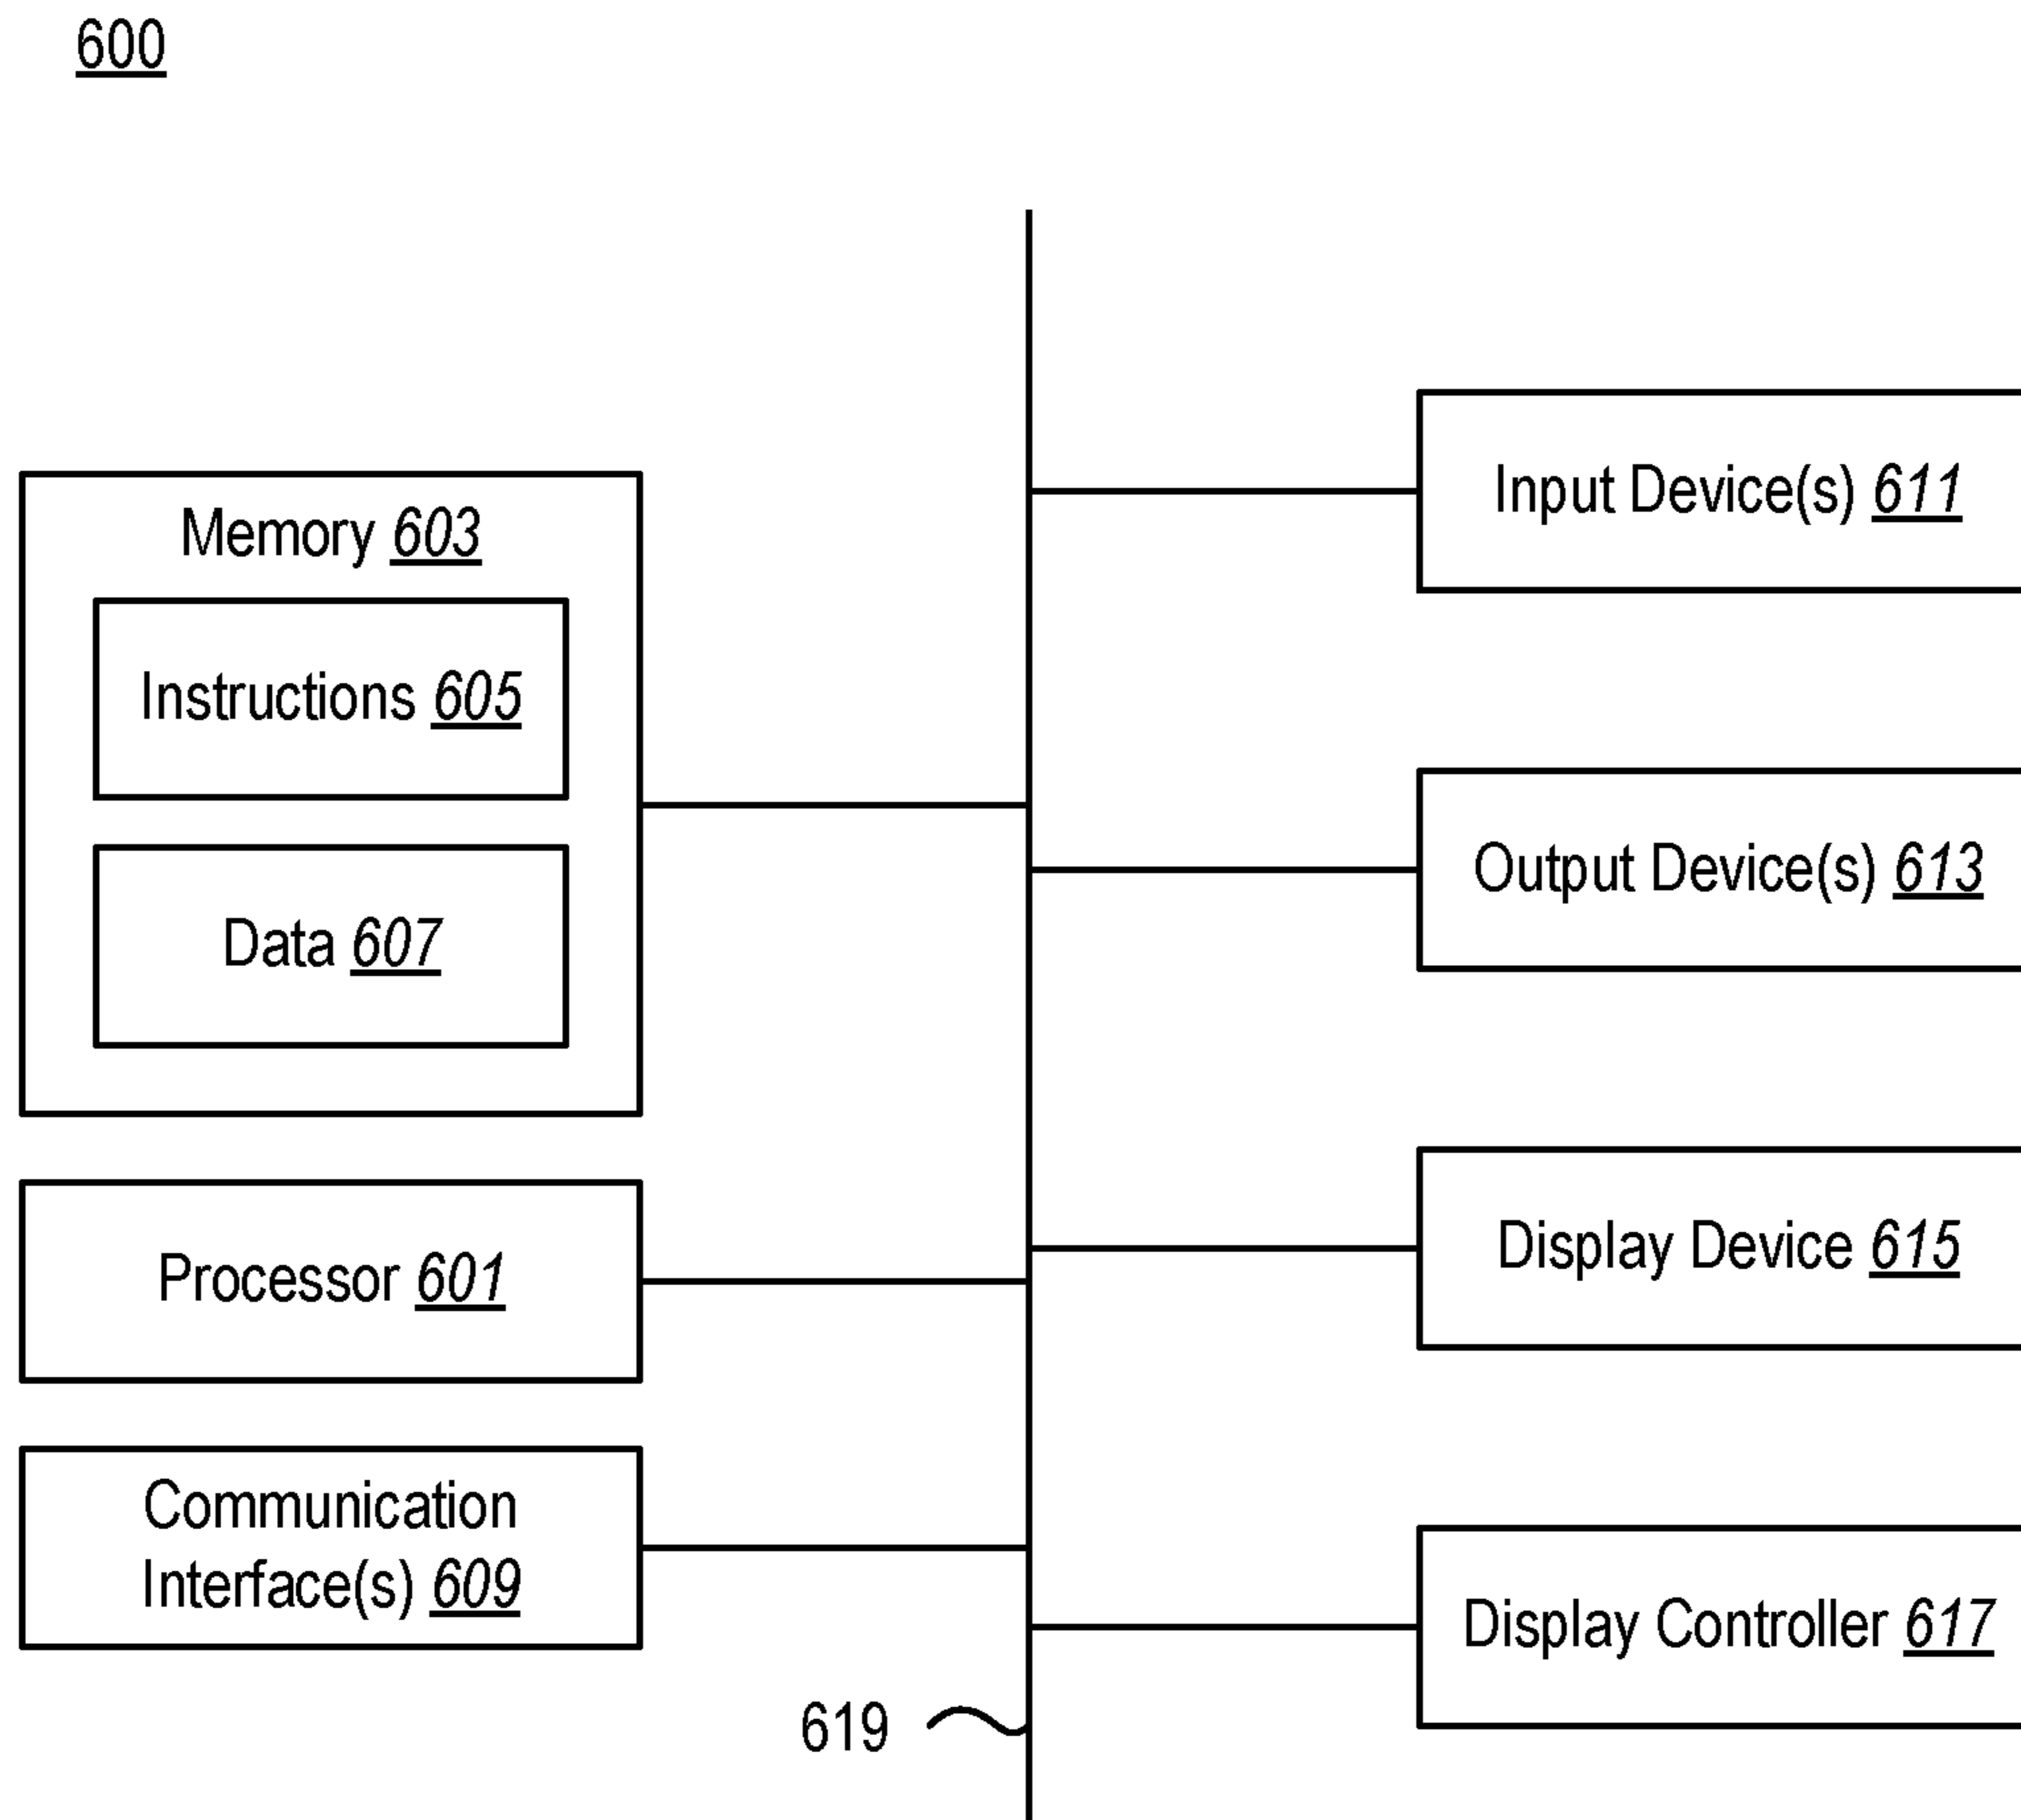 600
Memory 603
Instructions 605
Data 607
Processor 601
Communication
Interface(s) 609
Input Device(s) 611
Output Device(s) 613
Display Device 615
Display Controller 617
619